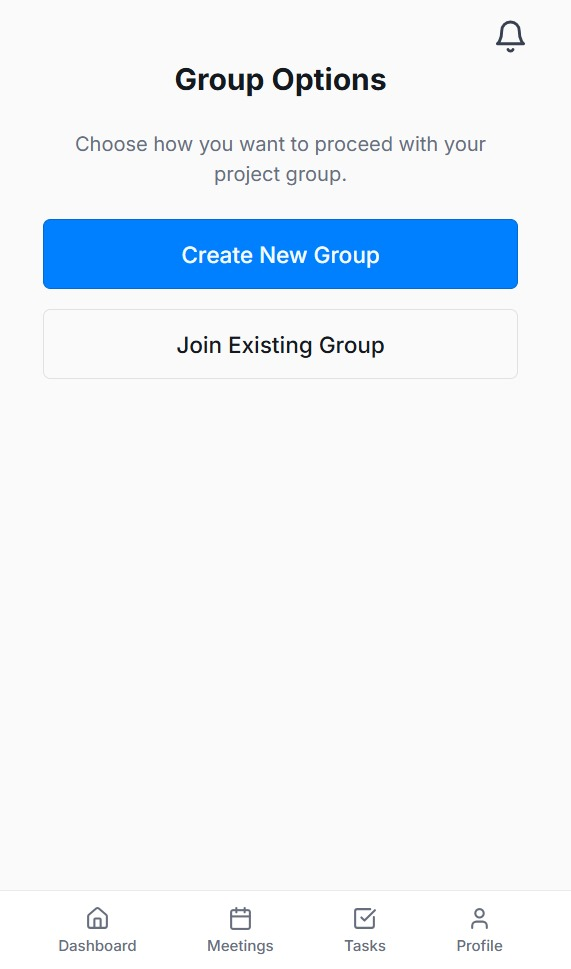 Group Options
Choose how you want to proceed with your
project group.
Create New Group
Join Existing Group
Dashboard
Meetings
Tasks
Profile